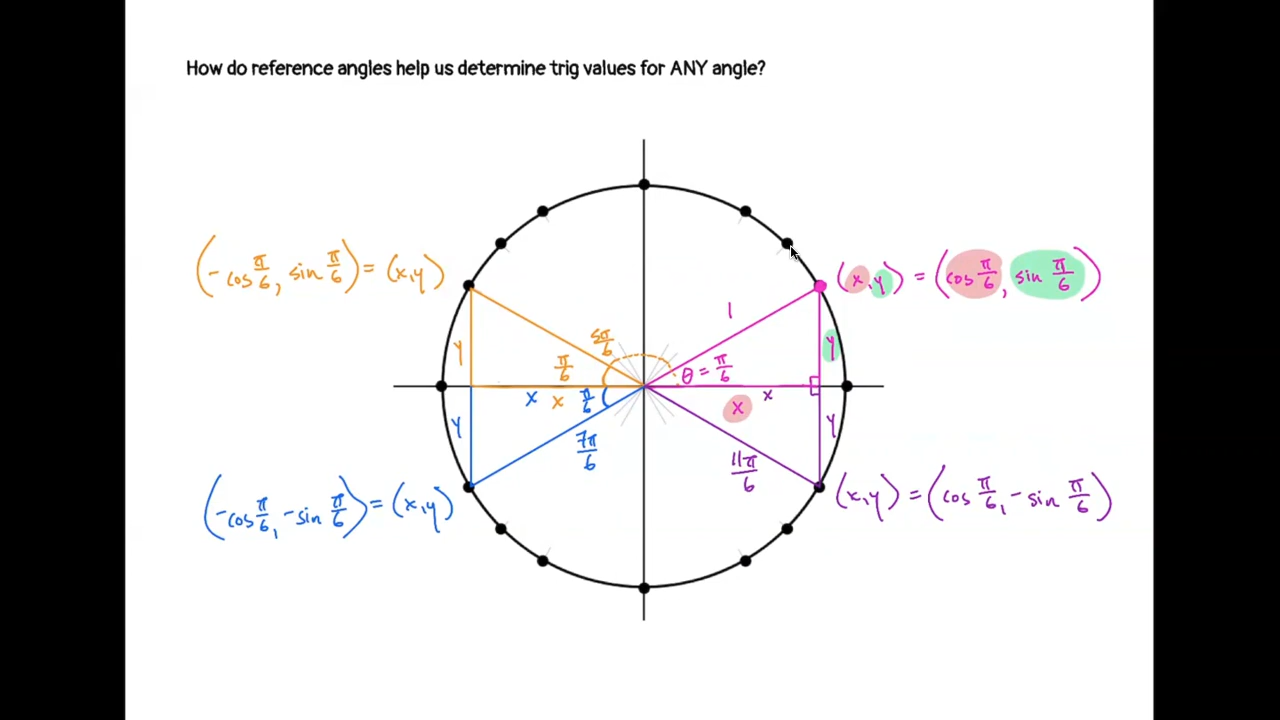 How do reference angles help us determine trig values for ANY angle?
(-cos π/6, sin π/6) = (x,y)
(x,y) = (cos π/6, sin π/6)
1
5π/6
y
y
π/6
θ = π/6
x
x
π/6
x
x
y
y
7π/6
11π/6
(-cos π/6, -sin π/6) = (x,y)
(x,y) = (cos π/6, -sin π/6)